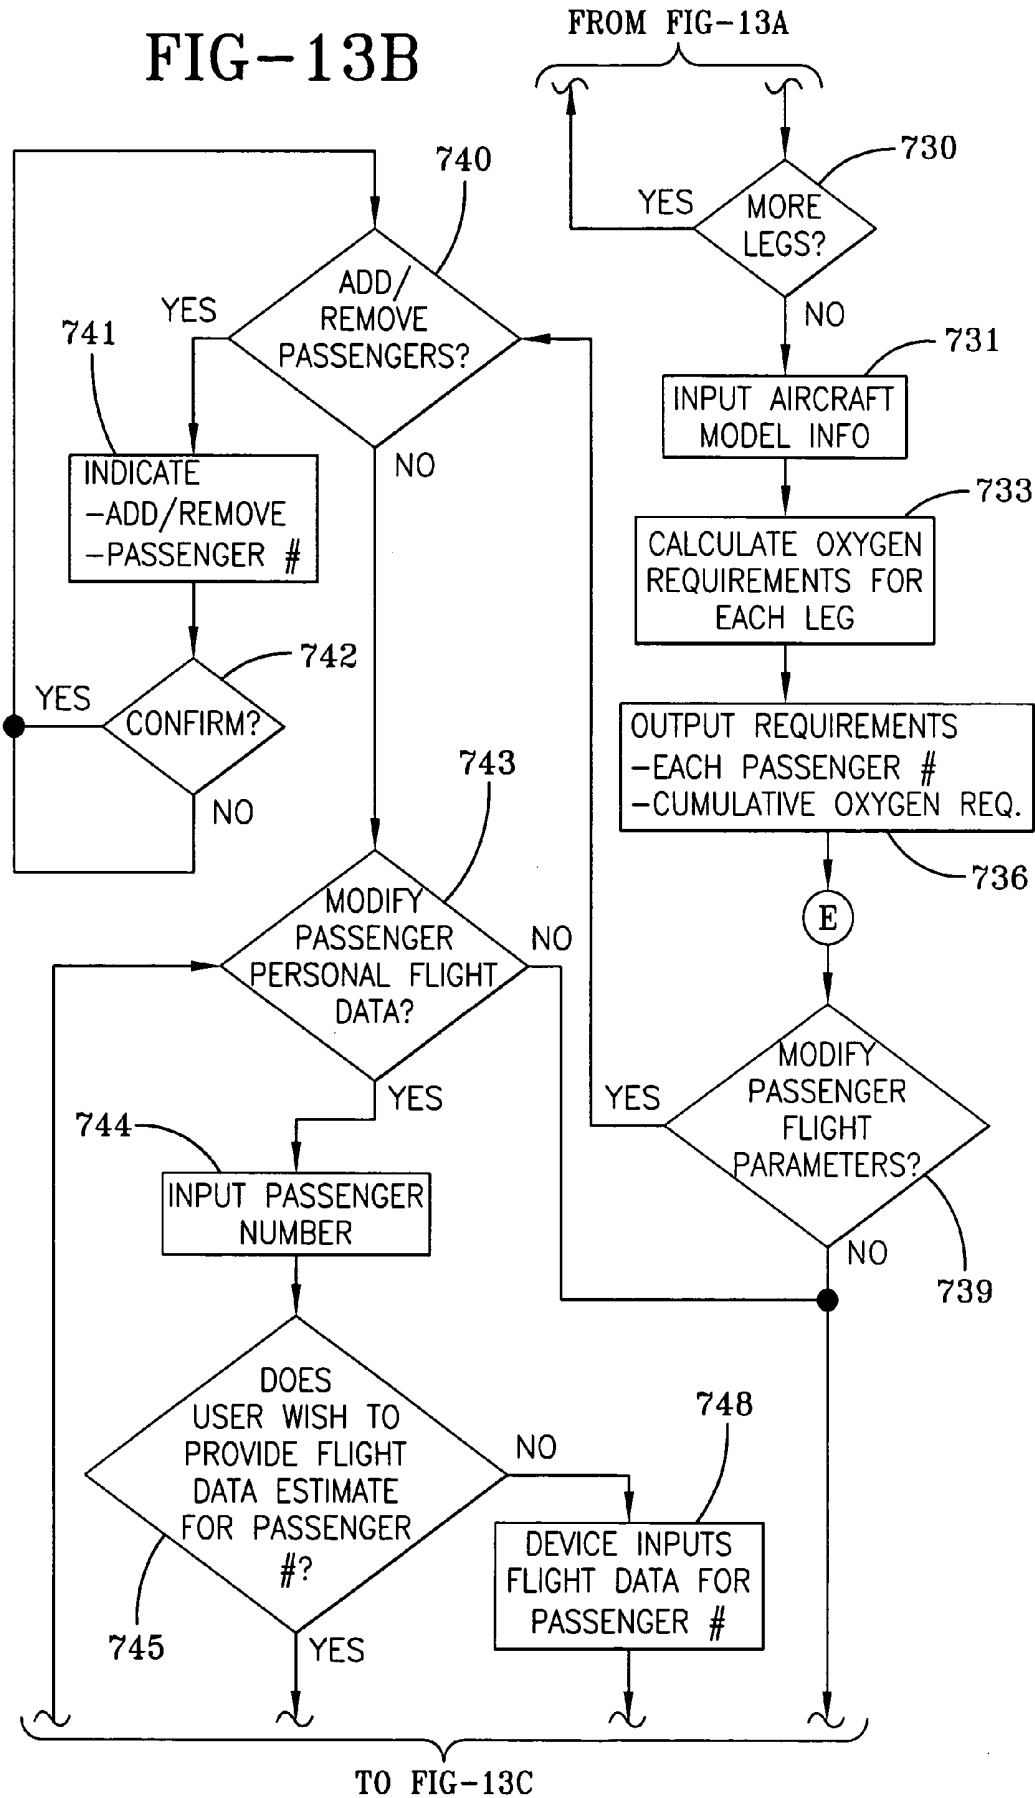 FROM FIG-13A
FIG-13B
730
MORE
LEGS?
YES
NO
731
INPUT AIRCRAFT
MODEL INFO
733
CALCULATE OXYGEN
REQUIREMENTS FOR
EACH LEG
OUTPUT REQUIREMENTS
-EACH PASSENGER #
-CUMULATIVE OXYGEN REQ.
736
E
MODIFY
PASSENGER
FLIGHT
PARAMETERS?
YES
NO
739
740
ADD/
REMOVE
PASSENGERS?
YES
NO
741
INDICATE
-ADD/REMOVE
-PASSENGER #
742
CONFIRM?
YES
NO
743
MODIFY
PASSENGER
PERSONAL FLIGHT
DATA?
NO
YES
744
INPUT PASSENGER
NUMBER
DOES
USER WISH TO
PROVIDE FLIGHT
DATA ESTIMATE
FOR PASSENGER
#?
745
NO
YES
748
DEVICE INPUTS
FLIGHT DATA FOR
PASSENGER #
TO FIG-13C